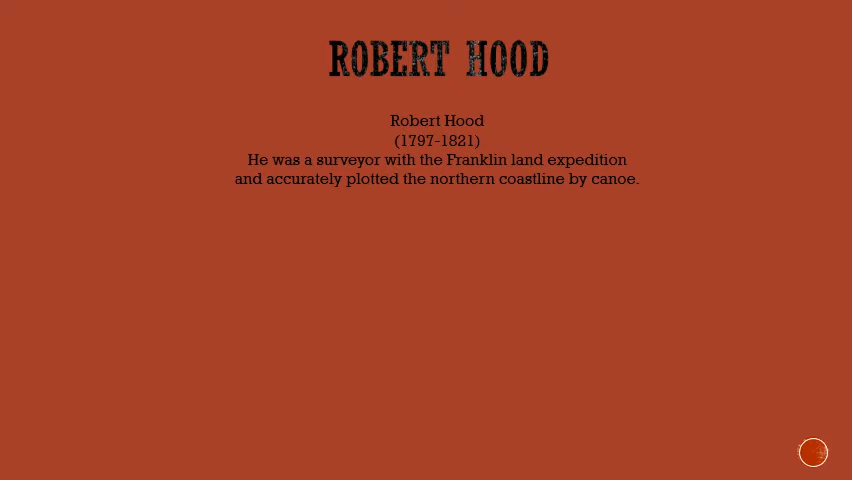 ROBERT HOOD
Robert Hood
(1797-1821)
He was a surveyor with the Franklin land expedition
and accurately plotted the northern coastline by canoe.